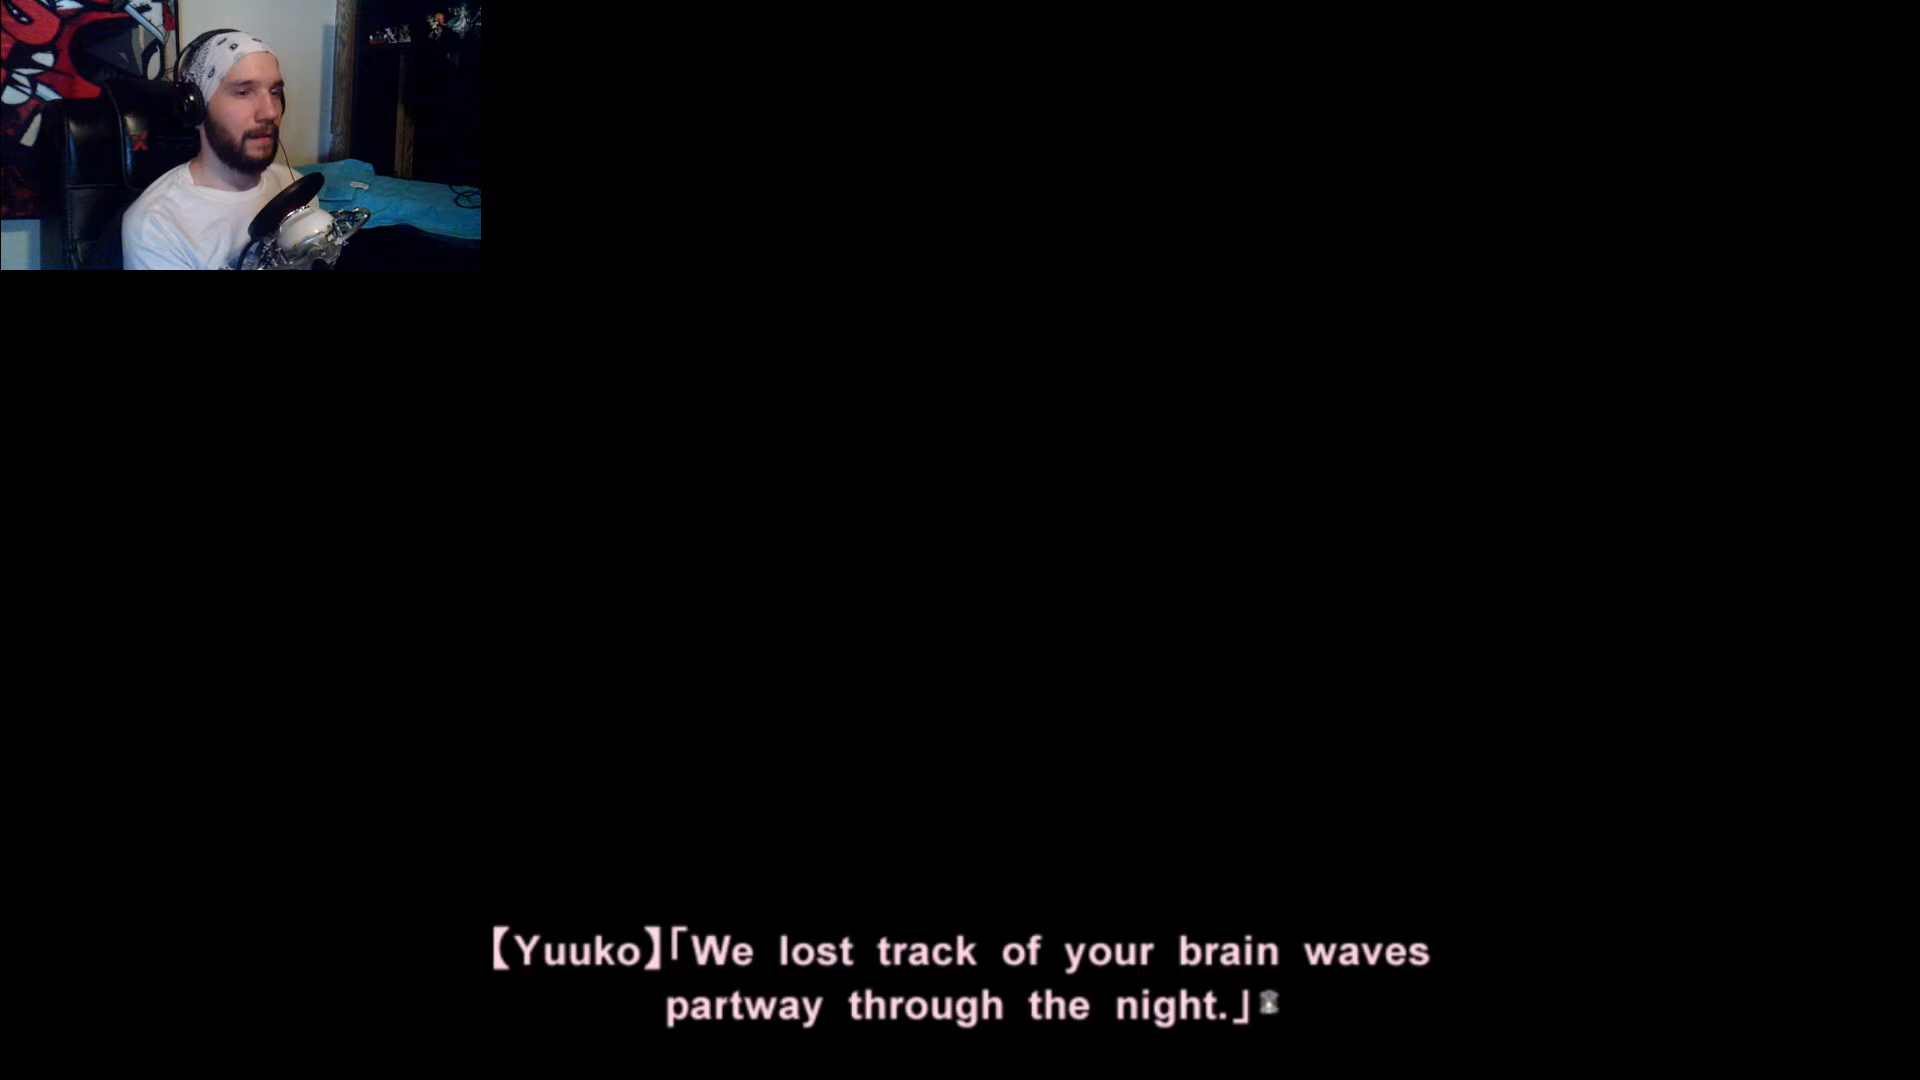 【Yuuko】「We lost track of your brain waves
partway through the night.」